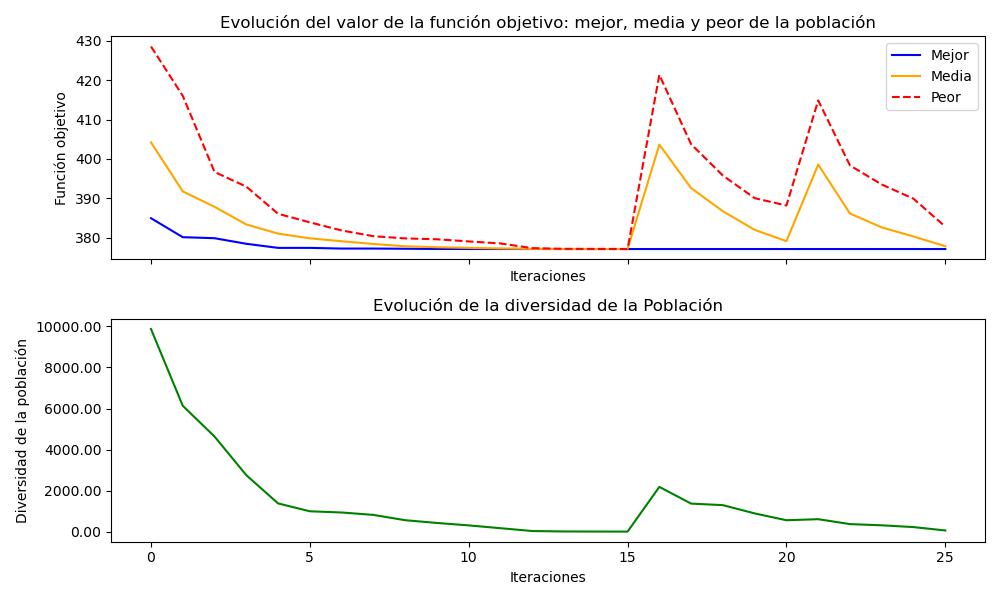 Evolución del valor de la función objetivo: mejor, media y peor de la población
430
420
410
400
390
380
Función objetivo
Mejor
Media
Peor
Iteraciones
Evolución de la diversidad de la Población
10000.00
8000.00
6000.00
4000.00
2000.00
0.00
Diversidad de la población
0 5 10 15 20 25
Iteraciones